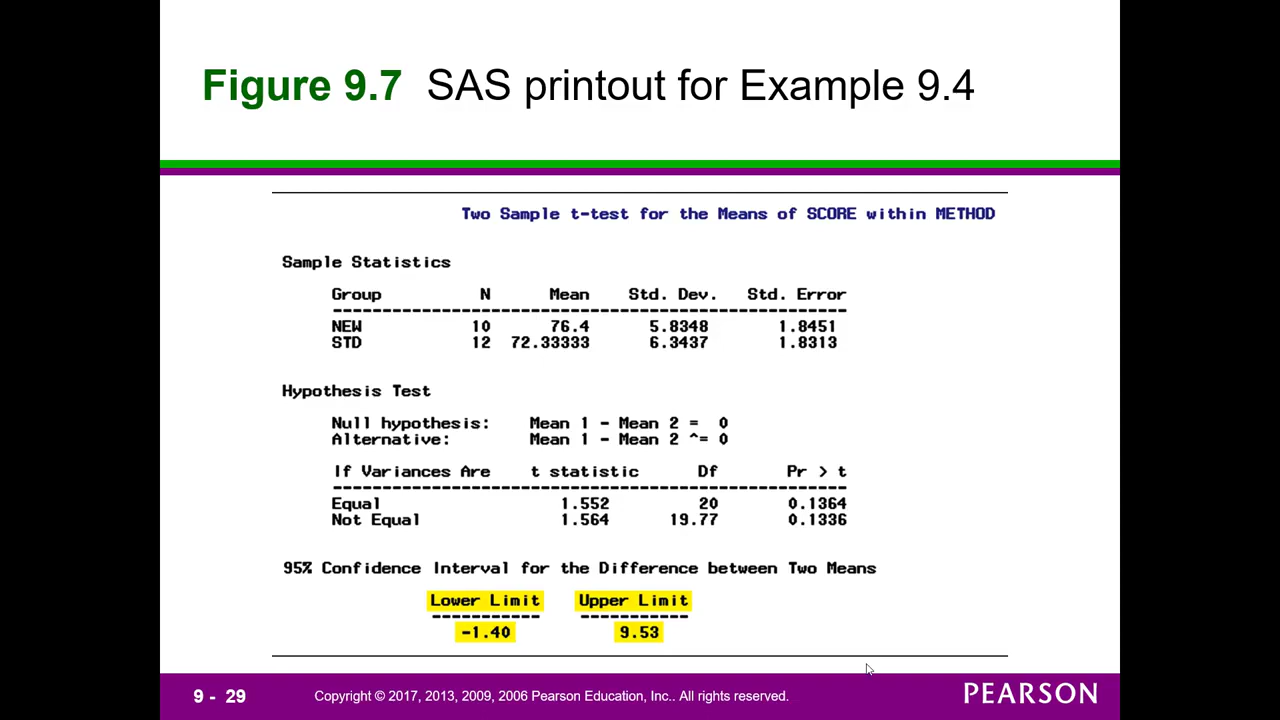 Figure 9.7 SAS printout for Example 9.4
Two Sample t-test for the Means of SCORE within METHOD
Sample Statistics
Group N Mean Std. Dev. Std. Error
----------------------------------------------------
NEW 10 76.4 5.8348 1.8451
STD 12 72.33333 6.3437 1.8313
Hypothesis Test
Null hypothesis: Mean 1 - Mean 2 = 0
Alternative: Mean 1 - Mean 2 ^= 0
If Variances Are t statistic Df Pr > t
----------------------------------------------------
Equal 1.552 20 0.1364
Not Equal 1.564 19.77 0.1336
95% Confidence Interval for the Difference between Two Means
Lower Limit Upper Limit
----------- -----------
-1.40 9.53
9 - 29 Copyright © 2017, 2013, 2009, 2006 Pearson Education, Inc.. All rights reserved. PEARSON